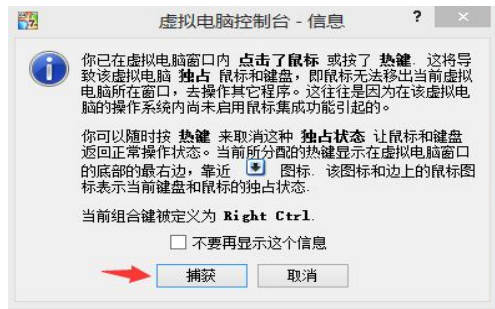 虚拟电脑控制台 - 信息
?
×
你已在虚拟电脑窗口内 点击了鼠标 或按了 热键. 这将导
致该虚拟电脑 独占 鼠标和键盘，即鼠标无法移出当前虚拟
电脑所在窗口，去操作其它程序。这往往是因为在该虚拟电
脑的操作系统内尚未启用鼠标集成功能引起的。
你可以随时按 热键 来取消这种 独占状态 让鼠标和键盘
返回正常操作状态。当前所分配的热键显示在虚拟电脑窗口
的底部的最右边，靠近 图标. 该图标和边上的鼠标图
标表示当前键盘和鼠标的独占状态.
当前组合键被定义为 Right Ctrl.
不要再显示这个信息
捕获
取消